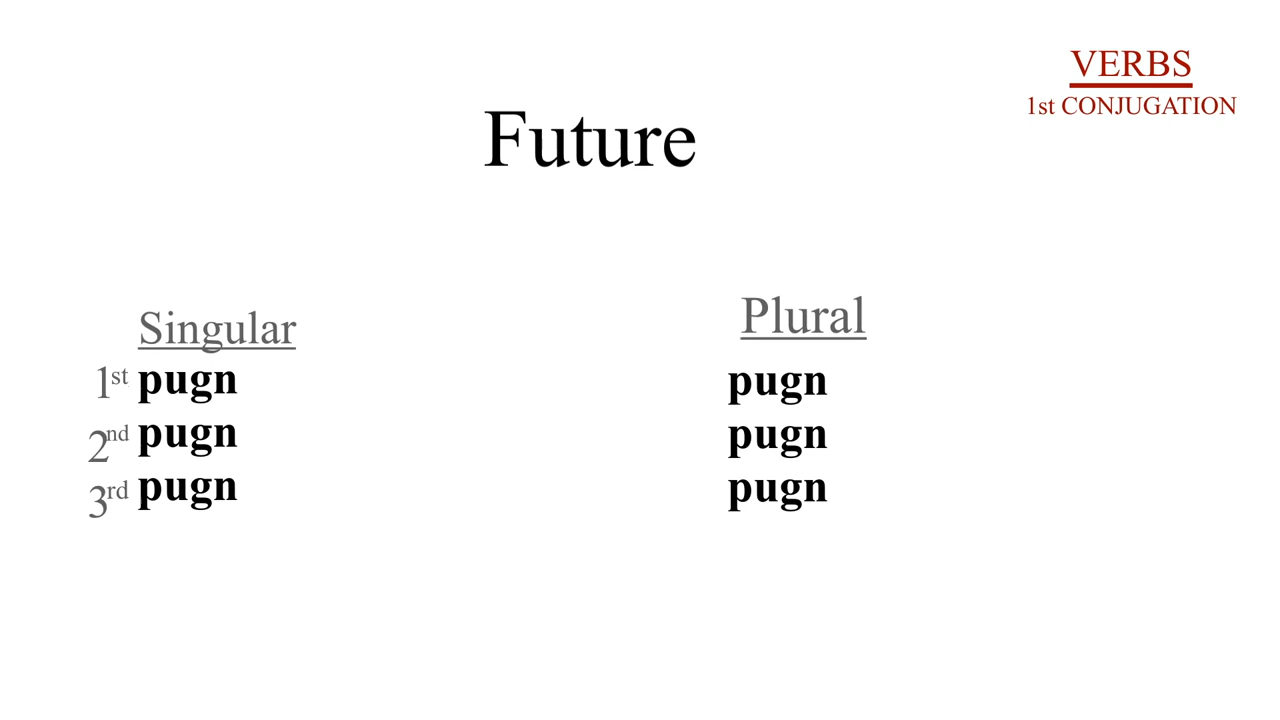 VERBS
1st CONJUGATION
Future
Singular
1st pugn
2nd pugn
3rd pugn
Plural
pugn
pugn
pugn